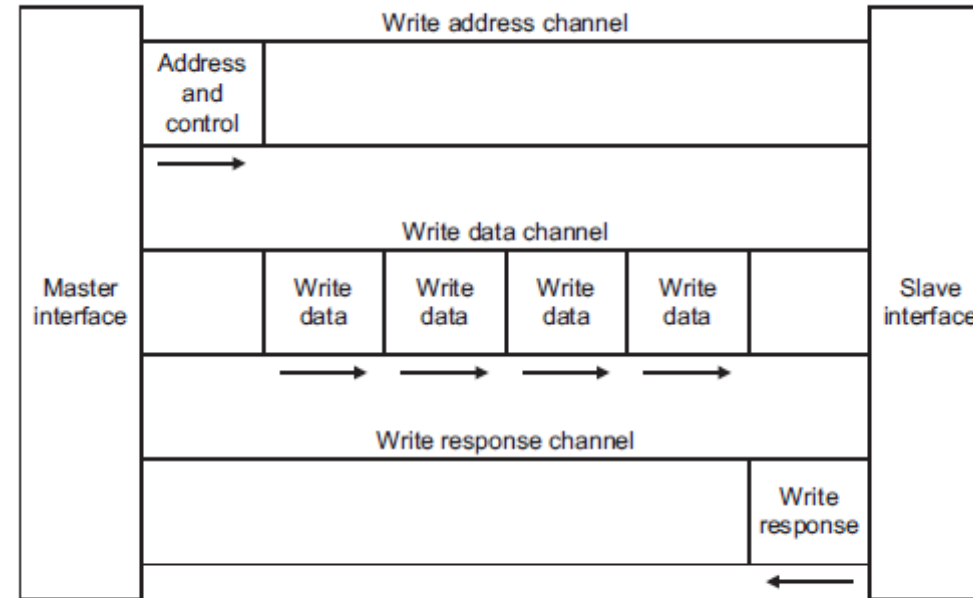 Write address channel
Address
and
control
Write data channel
Master
interface
Write
data
Write
data
Write
data
Write
data
Slave
interface
Write response channel
Write
response